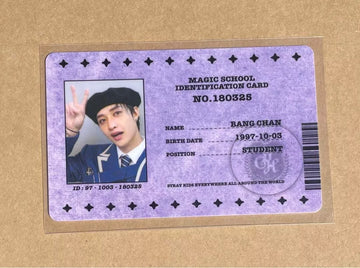 MAGIC SCHOOL
IDENTIFICATION CARD
NO.180325
NAME BANG CHAN
BIRTH DATE 1997-10-03
POSITION STUDENT
ID : 97 - 1003 - 180325
STRAY KIDS EVERYWHERE ALL AROUND THE WORLD